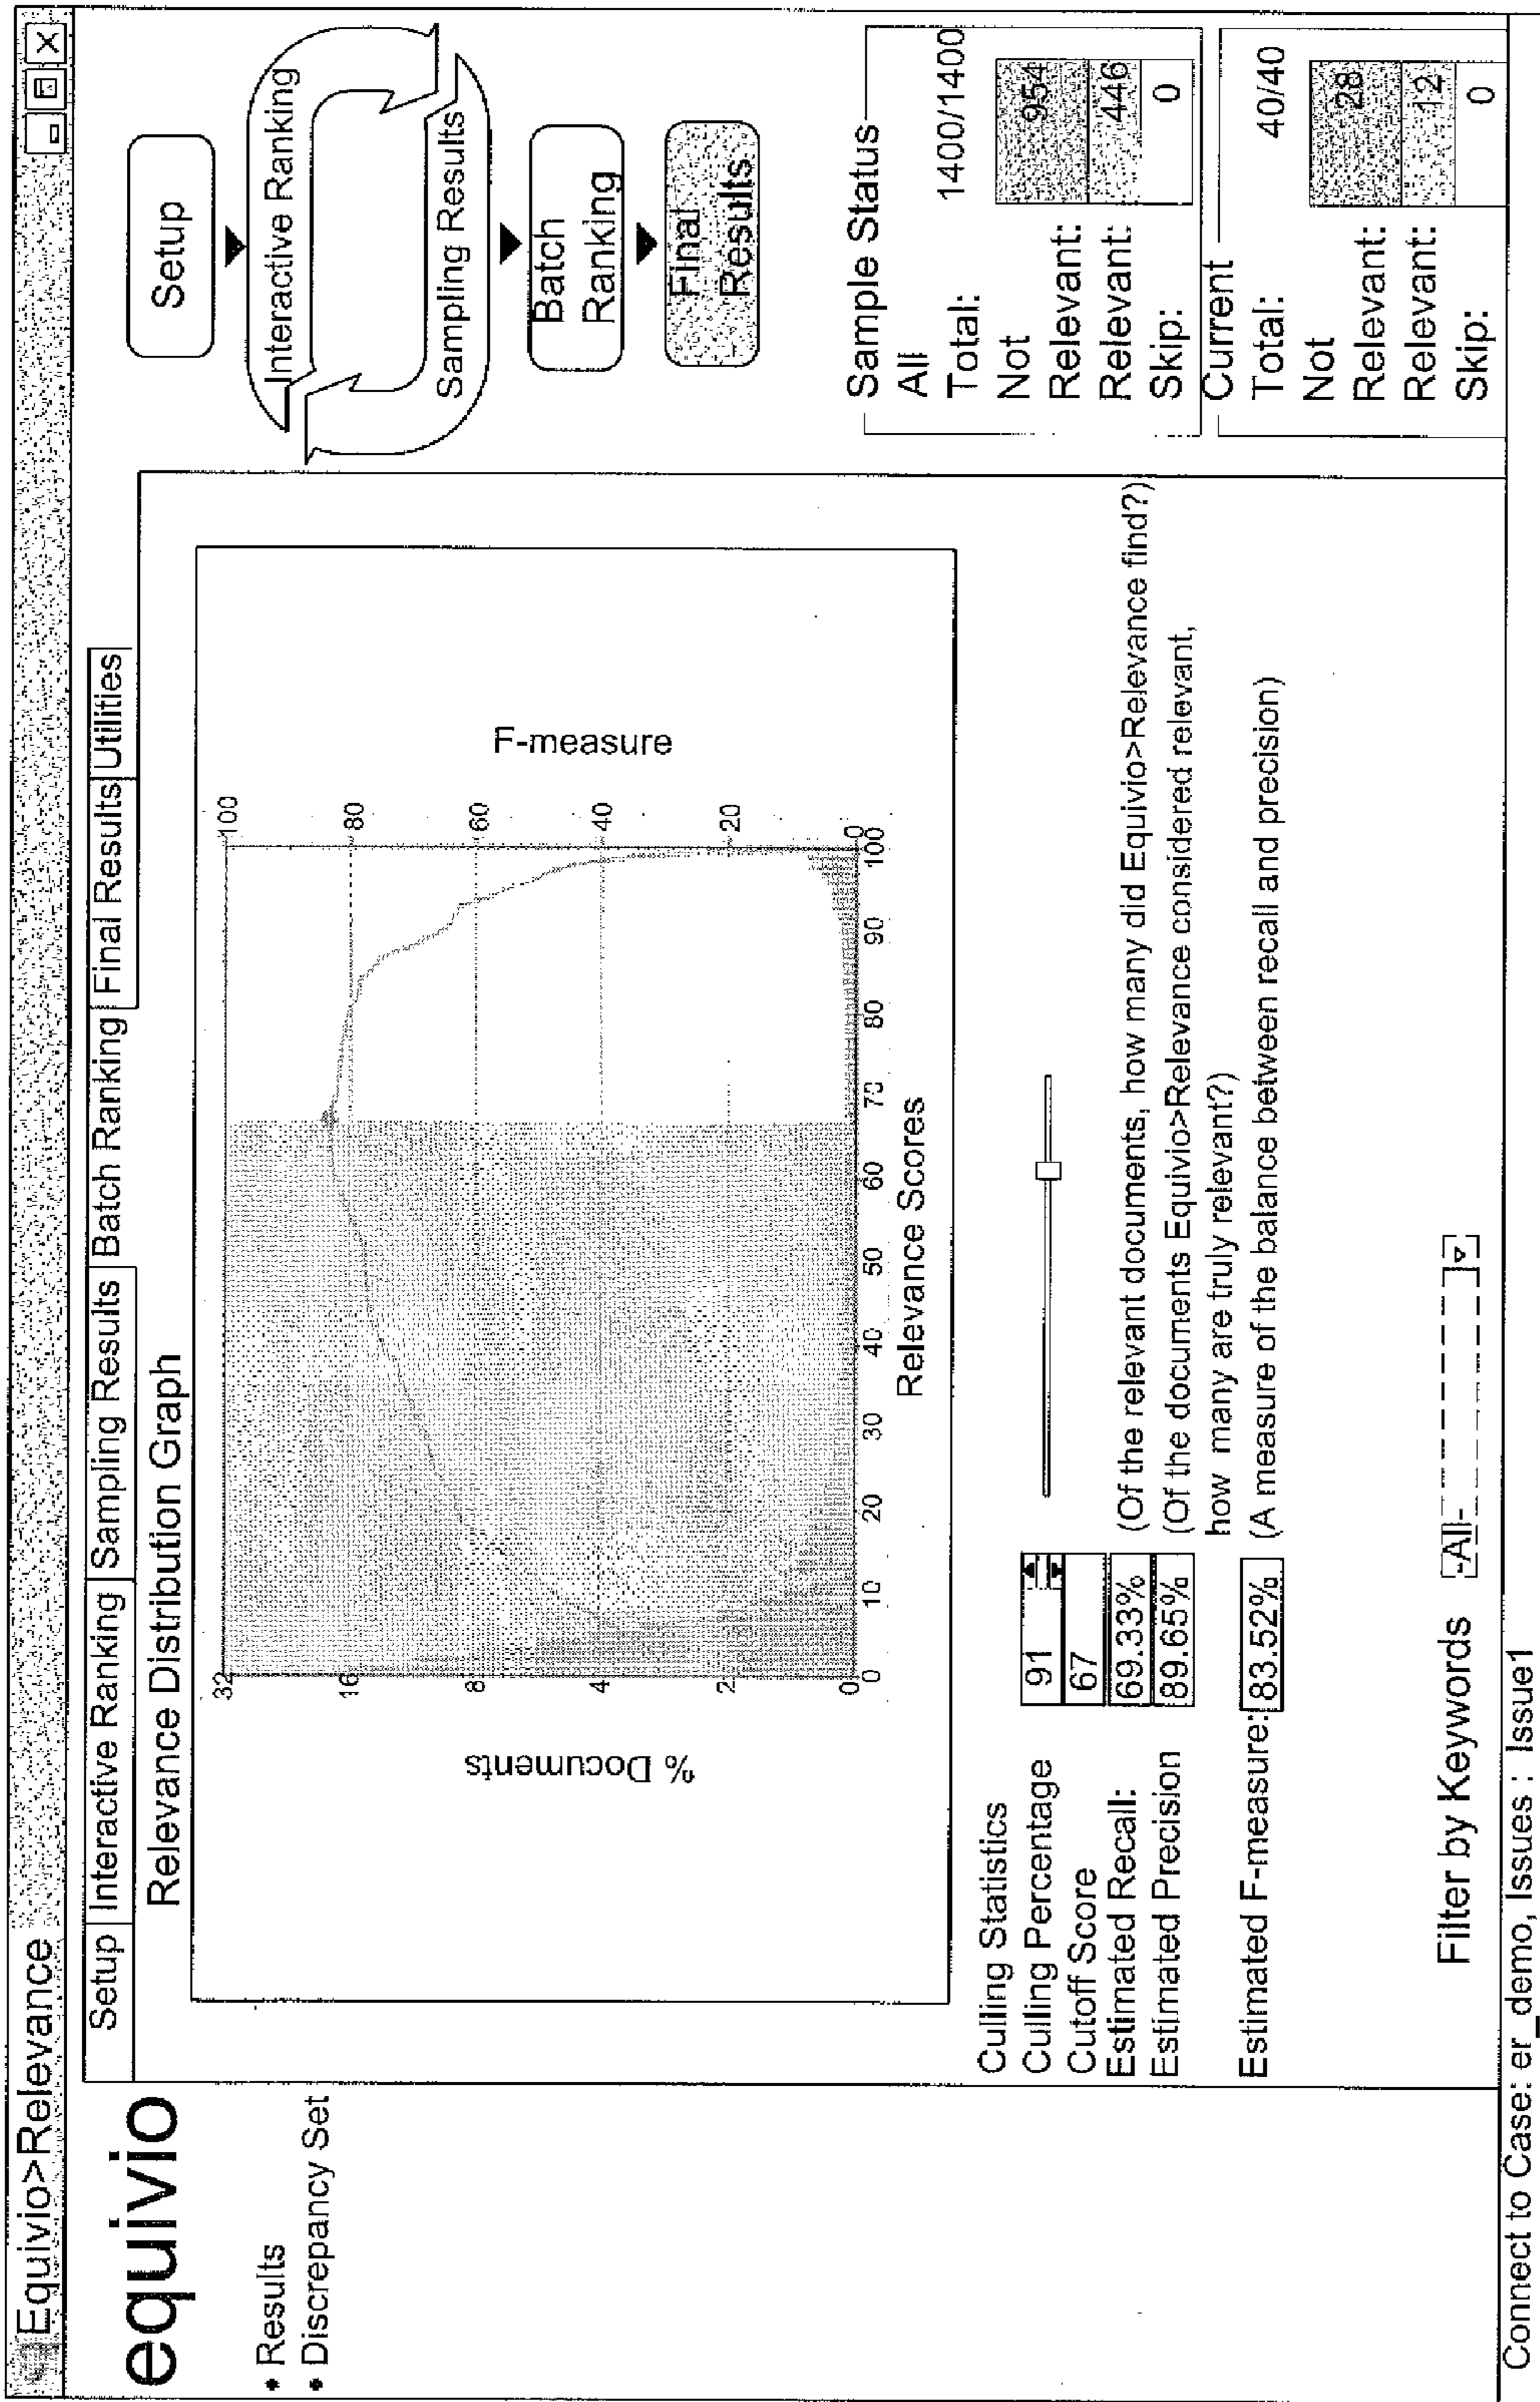 Equivio>Relevance
equivio
• Results
• Discrepancy Set
Setup
Interactive Ranking
Sampling Results
Batch Ranking
Final Results
Utilities
Relevance Distribution Graph
% Documents
32
16
8
4
2
0
0
10
20
30
40
50
60
70
80
90
100
Relevance Scores
F-measure
100
80
60
40
20
0
Culling Statistics
Culling Percentage 91
Cutoff Score 67
Estimated Recall: 69.33% (Of the relevant documents, how many did Equivio>Relevance find?)
Estimated Precision 89.65% (Of the documents Equivio>Relevance considered relevant,
how many are truly relevant?)
Estimated F-measure: 83.52% (A measure of the balance between recall and precision)
Filter by Keywords -All-
Setup
Interactive Ranking
Sampling Results
Batch
Ranking
Final
Results
Sample Status
All
Total: 1400/1400
Not
Relevant: 954
Relevant: 446
Skip: 0
Current
Total: 40/40
Not
Relevant: 28
Relevant: 12
Skip: 0
Connect to Case: er_demo, Issues : Issue1